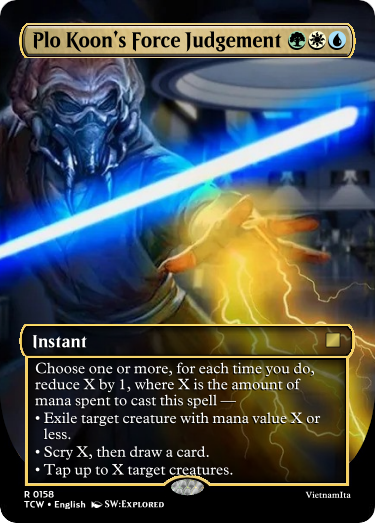 Plo Koon's Force Judgement
Instant
Choose one or more, for each time you do,
reduce X by 1, where X is the amount of
mana spent to cast this spell —
• Exile target creature with mana value X or
less.
• Scry X, then draw a card.
• Tap up to X target creatures.
R 0158
TCW • English SW:Explored
VietnamIta